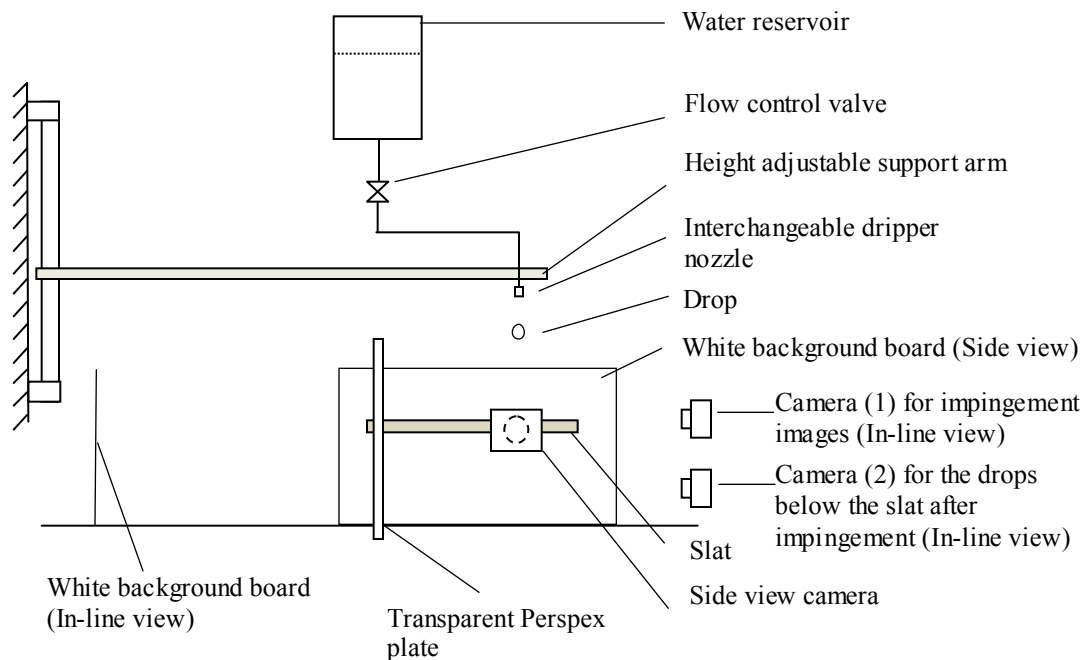 Water reservoir
Flow control valve
Height adjustable support arm
Interchangeable dripper
nozzle
Drop
White background board (Side view)
Camera (1) for impingement
images (In-line view)
Camera (2) for the drops
below the slat after
impingement (In-line view)
Slat
Side view camera
White background board
(In-line view)
Transparent Perspex
plate